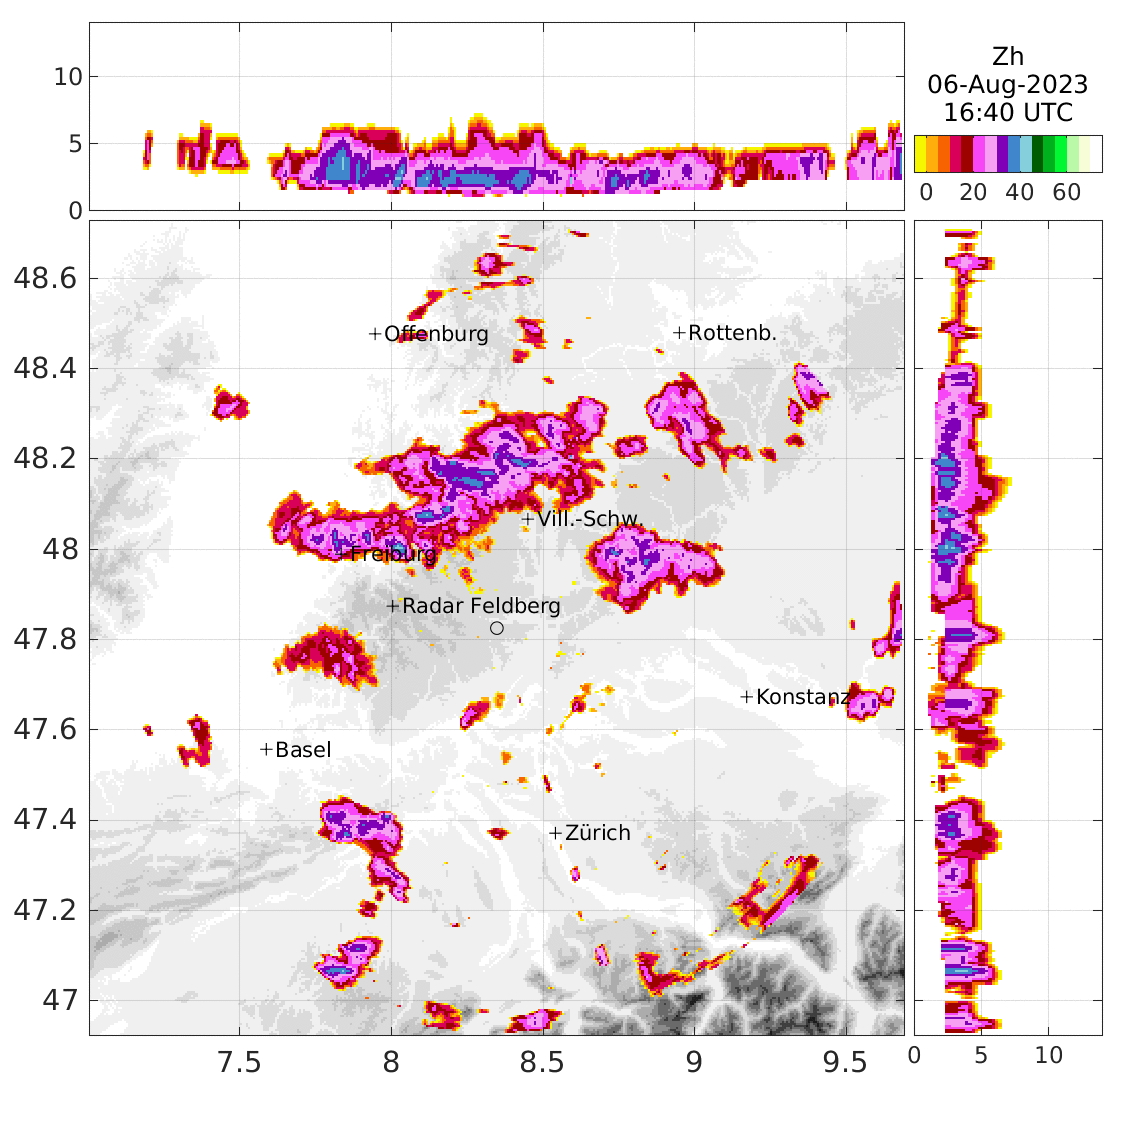 Zh
06-Aug-2023
16:40 UTC
0 20 40 60
10
5
0
48.6
48.4
48.2
48
47.8
47.6
47.4
47.2
47
+Offenburg
+Rottenb.
+Vill.-Schw.
+Freiburg
+Radar Feldberg
+Konstanz
+Basel
+Zürich
7.5 8 8.5 9 9.5
0 5 10